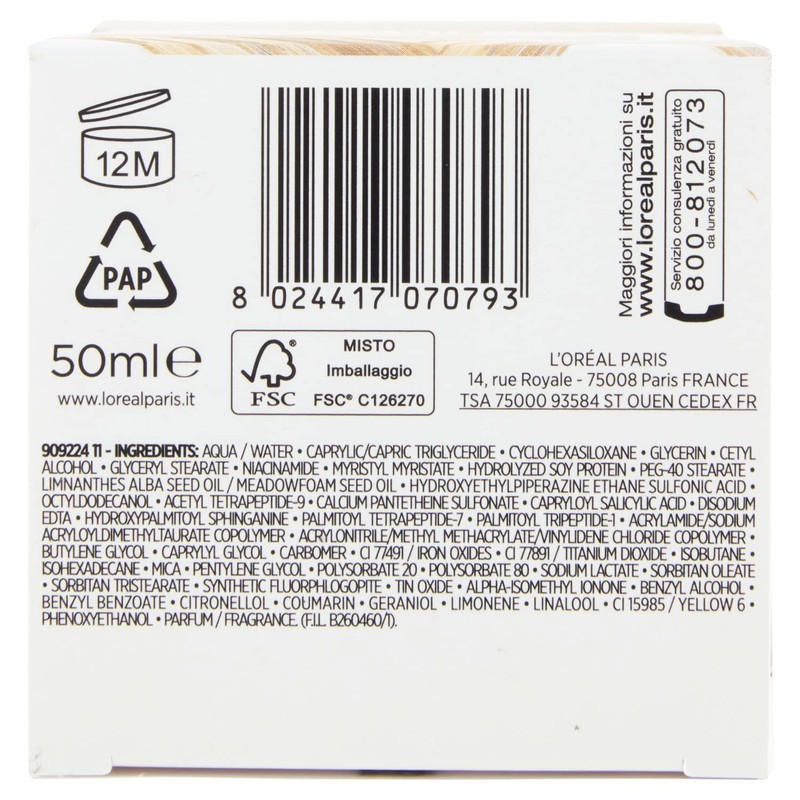 12M
PAP
8 024417 070793
Maggiori informazioni su
www.lorealparis.it
Servizio consulenza gratuito
800-812073
da lunedì a venerdì
50ml e
www.lorealparis.it
FSC
MISTO
Imballaggio
FSC® C126270
L'ORÉAL PARIS
14, rue Royale - 75008 Paris FRANCE
TSA 75000 93584 ST OUEN CEDEX FR
909224 11 - INGREDIENTS: AQUA / WATER • CAPRYLIC/CAPRIC TRIGLYCERIDE • CYCLOHEXASILOXANE • GLYCERIN • CETYL
ALCOHOL • GLYCERYL STEARATE • NIACINAMIDE • MYRISTYL MYRISTATE • HYDROLYZED SOY PROTEIN • PEG-40 STEARATE •
LIMNANTHES ALBA SEED OIL / MEADOWFOAM SEED OIL • HYDROXYETHYLPIPERAZINE ETHANE SULFONIC ACID •
OCTYLDODECANOL • ACETYL TETRAPEPTIDE-9 • CALCIUM PANTETHEINE SULFONATE • CAPRYLOYL SALICYLIC ACID • DISODIUM
EDTA • HYDROXYPALMITOYL SPHINGANINE • PALMITOYL TETRAPEPTIDE-7 • PALMITOYL TRIPEPTIDE-1 • ACRYLAMIDE/SODIUM
ACRYLOYLDIMETHYLTAURATE COPOLYMER • ACRYLONITRILE/METHYL METHACRYLATE/VINYLIDENE CHLORIDE COPOLYMER •
BUTYLENE GLYCOL • CAPRYLYL GLYCOL • CARBOMER • CI 77491 / IRON OXIDES • CI 77891 / TITANIUM DIOXIDE • ISOBUTANE •
ISOHEXADECANE • MICA • PENTYLENE GLYCOL • POLYSORBATE 20 • POLYSORBATE 80 • SODIUM LACTATE • SORBITAN OLEATE
• SORBITAN TRISTEARATE • SYNTHETIC FLUORPHLOGOPITE • TIN OXIDE • ALPHA-ISOMETHYL IONONE • BENZYL ALCOHOL •
BENZYL BENZOATE • CITRONELLOL • COUMARIN • GERANIOL • LIMONENE • LINALOOL • CI 15985 / YELLOW 6 •
PHENOXYETHANOL • PARFUM / FRAGRANCE. (F.I.L. B260460/1).